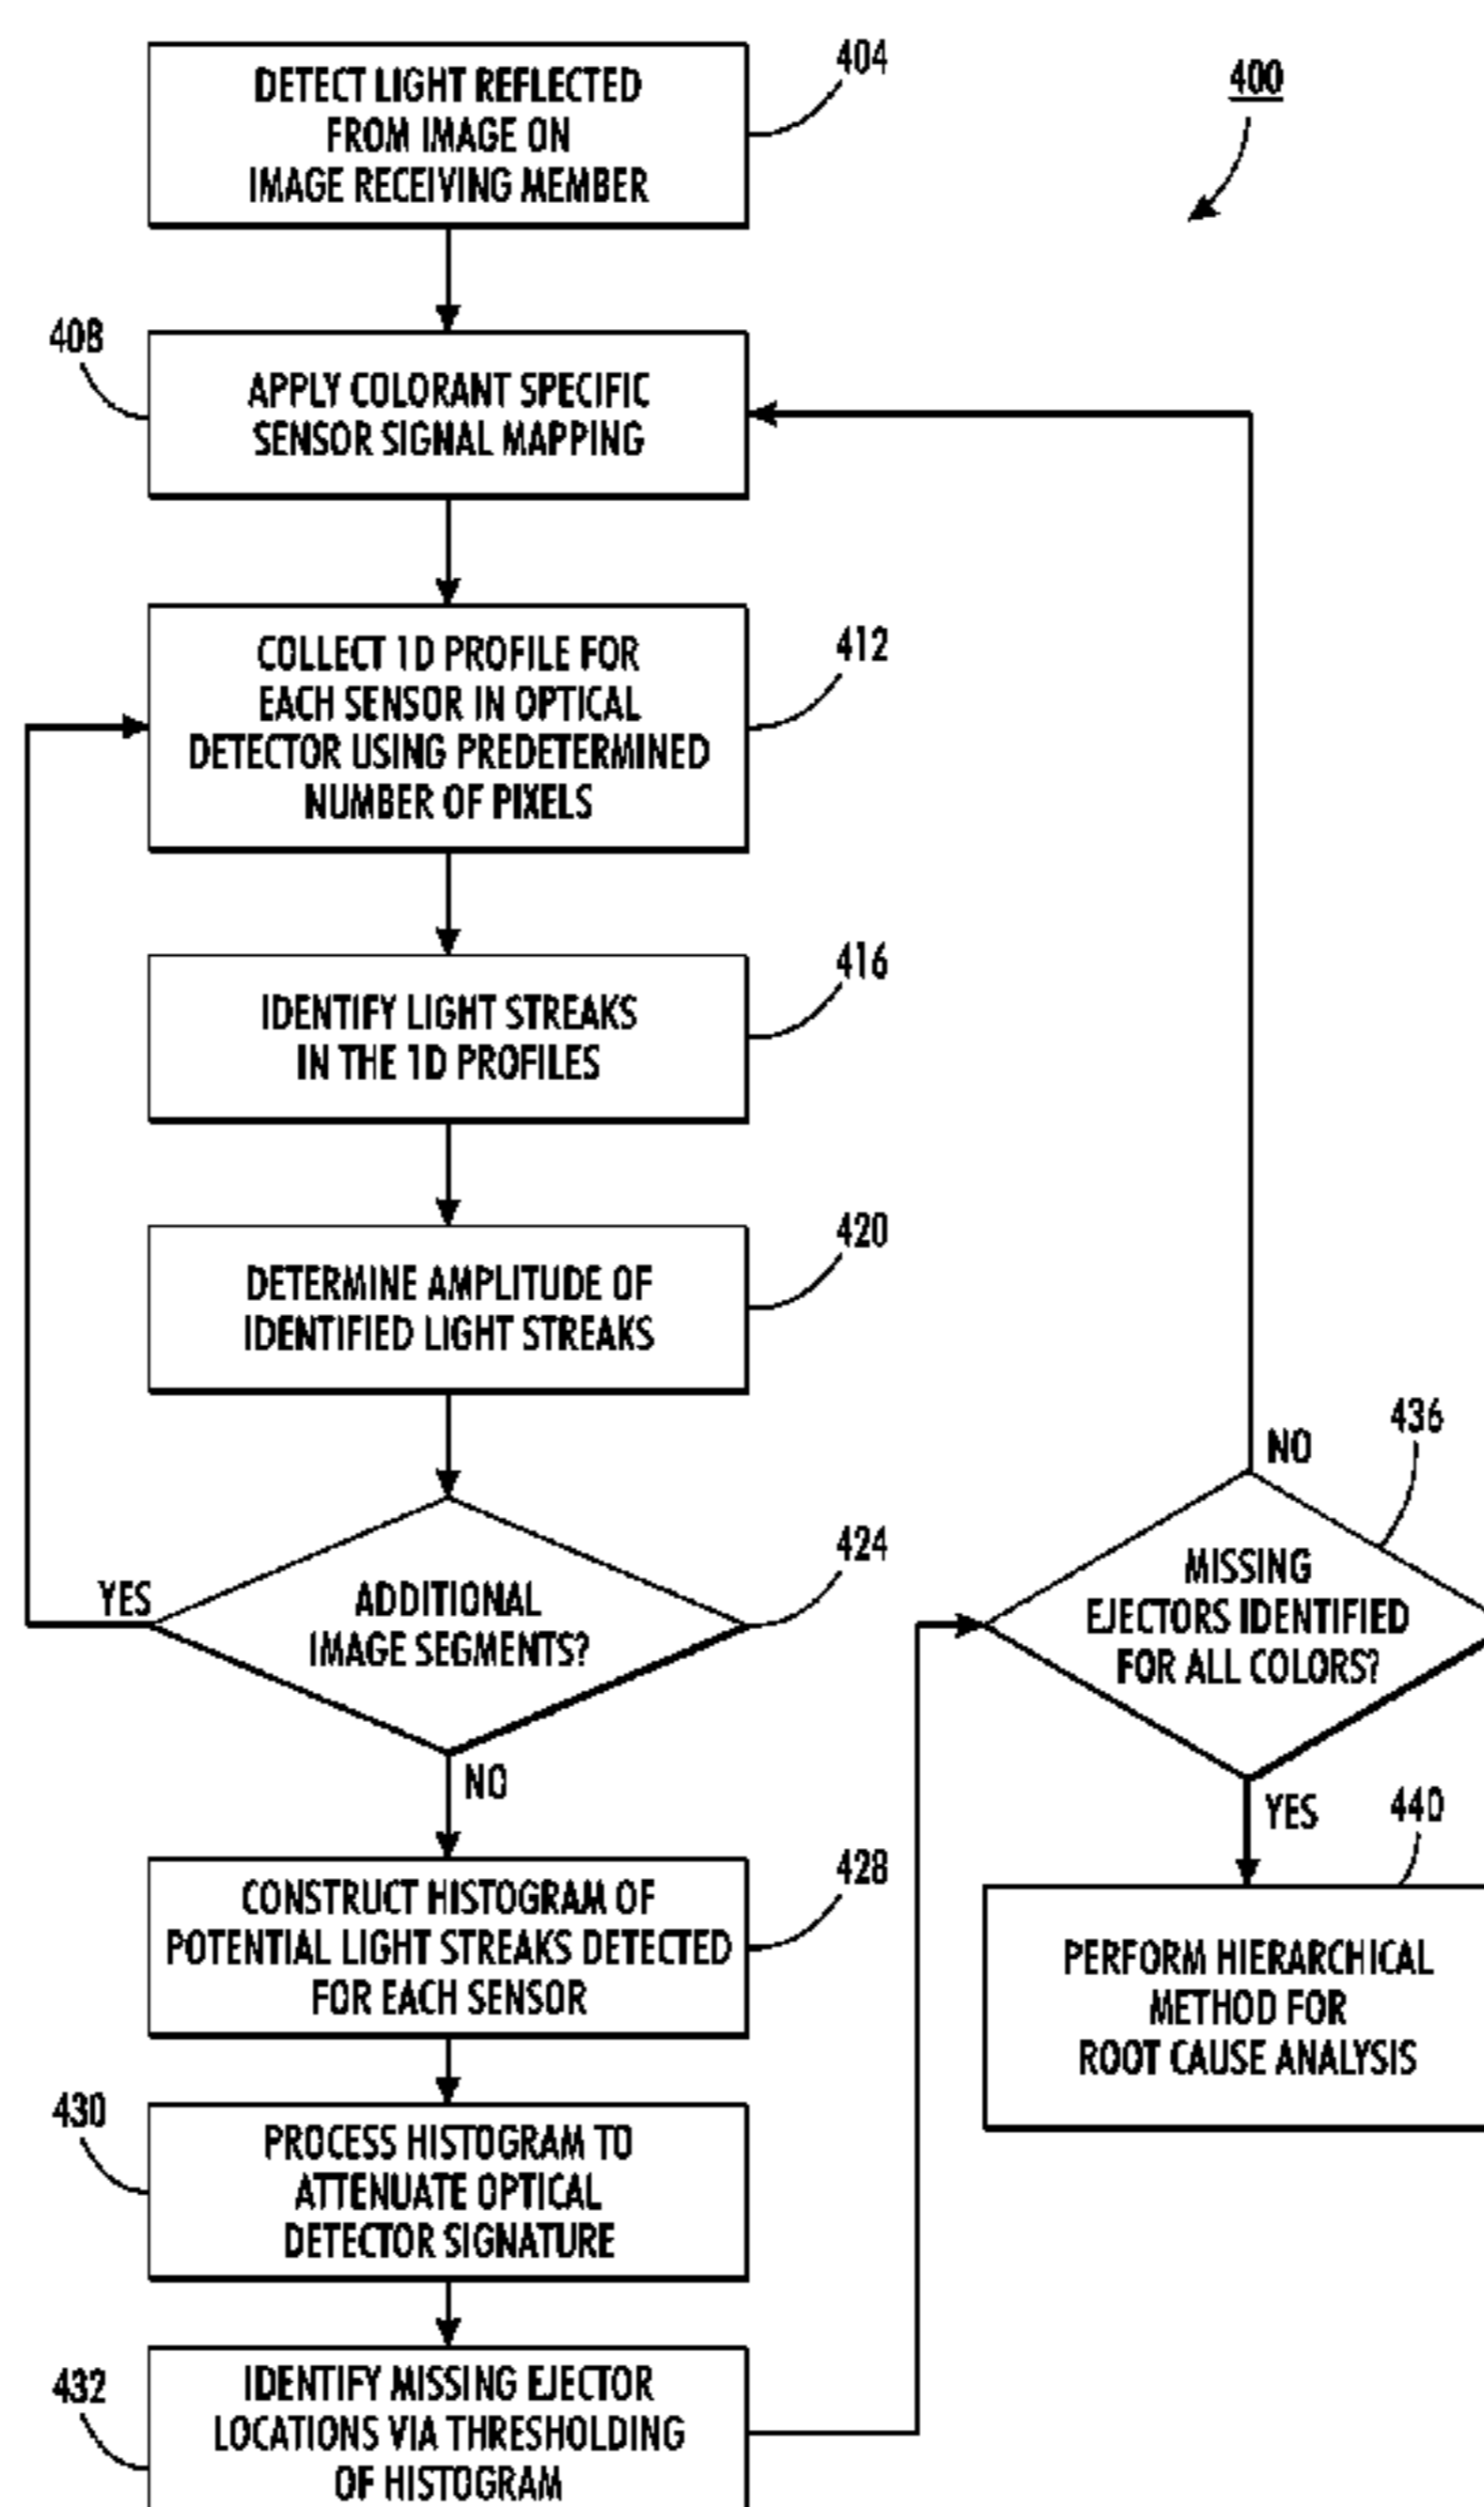 400
404
DETECT LIGHT REFLECTED
FROM IMAGE ON
IMAGE RECEIVING MEMBER
408
APPLY COLORANT SPECIFIC
SENSOR SIGNAL MAPPING
412
COLLECT 1D PROFILE FOR
EACH SENSOR IN OPTICAL
DETECTOR USING PREDETERMINED
NUMBER OF PIXELS
416
IDENTIFY LIGHT STREAKS
IN THE 1D PROFILES
420
DETERMINE AMPLITUDE OF
IDENTIFIED LIGHT STREAKS
424
YES
ADDITIONAL
IMAGE SEGMENTS?
NO
428
CONSTRUCT HISTOGRAM OF
POTENTIAL LIGHT STREAKS DETECTED
FOR EACH SENSOR
430
PROCESS HISTOGRAM TO
ATTENUATE OPTICAL
DETECTOR SIGNATURE
432
IDENTIFY MISSING EJECTOR
LOCATIONS VIA THRESHOLDING
OF HISTOGRAM
436
NO
MISSING
EJECTORS IDENTIFIED
FOR ALL COLORS?
YES
440
PERFORM HIERARCHICAL
METHOD FOR
ROOT CAUSE ANALYSIS